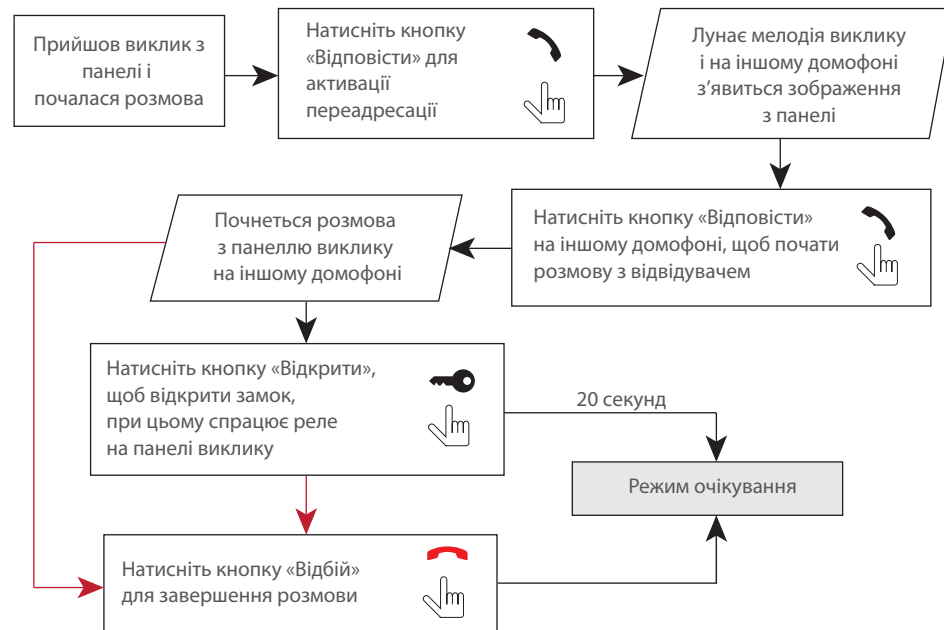 Прийшов виклик з
панелі і
почалася розмова
Натисніть кнопку
«Відповісти» для
активації
переадресації
Лунає мелодія виклику
і на іншому домофоні
з’явиться зображення
з панелі
Натисніть кнопку «Відповісти»
на іншому домофоні, щоб почати
розмову з відвідувачем
Почнеться розмова
з панеллю виклику
на іншому домофоні
Натисніть кнопку «Відкрити»,
щоб відкрити замок,
при цьому спрацює реле
на панелі виклику
20 секунд
Режим очікування
Натисніть кнопку «Відбій»
для завершення розмови